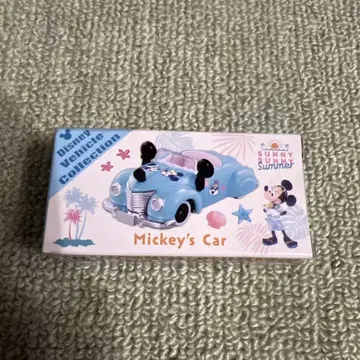 Disney
Vehicle
Collection
SUNNY
SUNNY
Summer
Mickey's Car